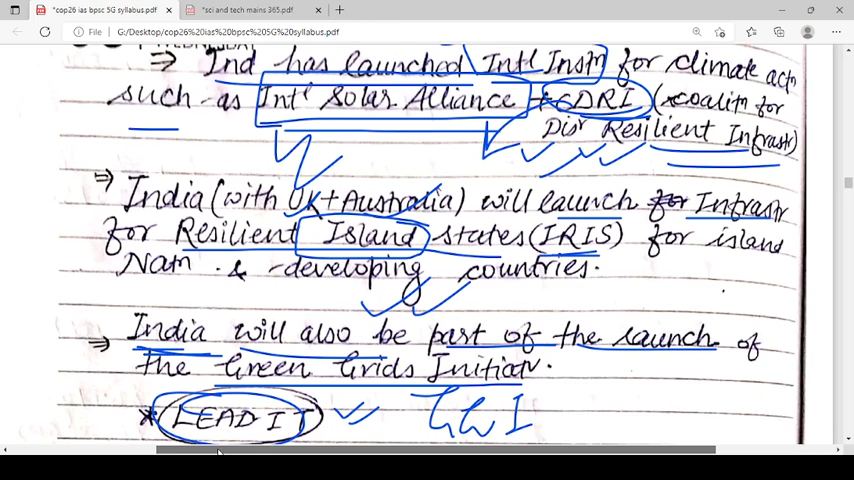 *cop26 ias bpsc 5G syllabus.pdf
*sci and tech mains 365.pdf
File
G:/Desktop/cop26%20ias%20bpsc%205G%20syllabus.pdf
⇒ Ind has launched Intl Instn for climate actn
such as Intl Solar Alliance + CDRI (coalitn for
Disr Resilient Infrastr)
⇒ India (with UK+Australia) will launch Infrastr
for Resilient Island states (IRIS) for island
Natn & developing countries.
⇒ India will also be part of the launch of
the Green Grids Initiatv.
* (LEAD IT)
GGI